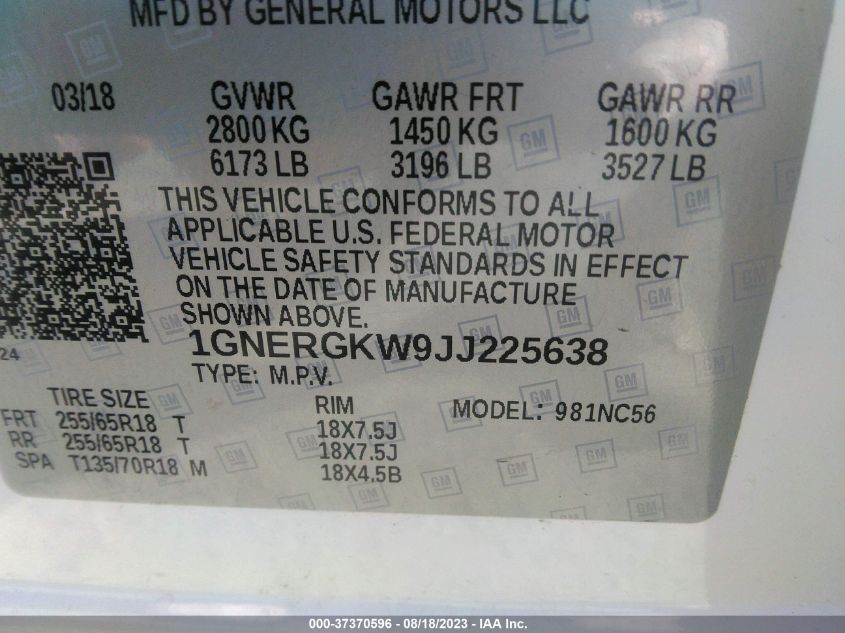 MFD BY GENERAL MOTORS LLC
03/18 GVWR GAWR FRT GAWR RR
2800 KG 1450 KG 1600 KG
6173 LB 3196 LB 3527 LB
THIS VEHICLE CONFORMS TO ALL
APPLICABLE U.S. FEDERAL MOTOR
VEHICLE SAFETY STANDARDS IN EFFECT
ON THE DATE OF MANUFACTURE
SHOWN ABOVE.
24 1GNERGKW9JJ225638
TYPE: M.P.V.
TIRE SIZE RIM MODEL: 981NC56
FRT 255/65R18 T 18X7.5J
RR 255/65R18 T 18X7.5J
SPA T135/70R18 M 18X4.5B
GM
000-37370596 - 08/18/2023 - IAA Inc.